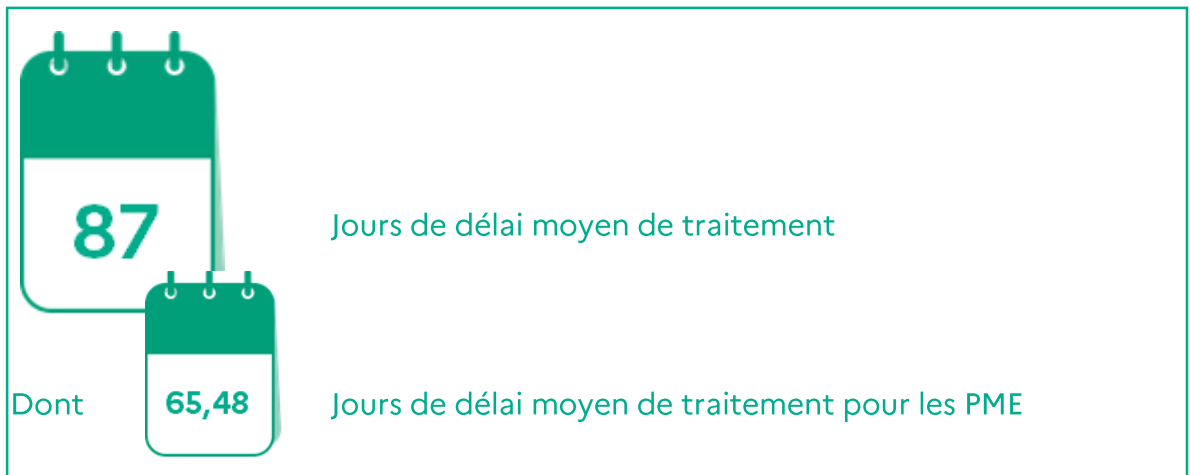 87
Jours de délai moyen de traitement
Dont 65,48 Jours de délai moyen de traitement pour les PME